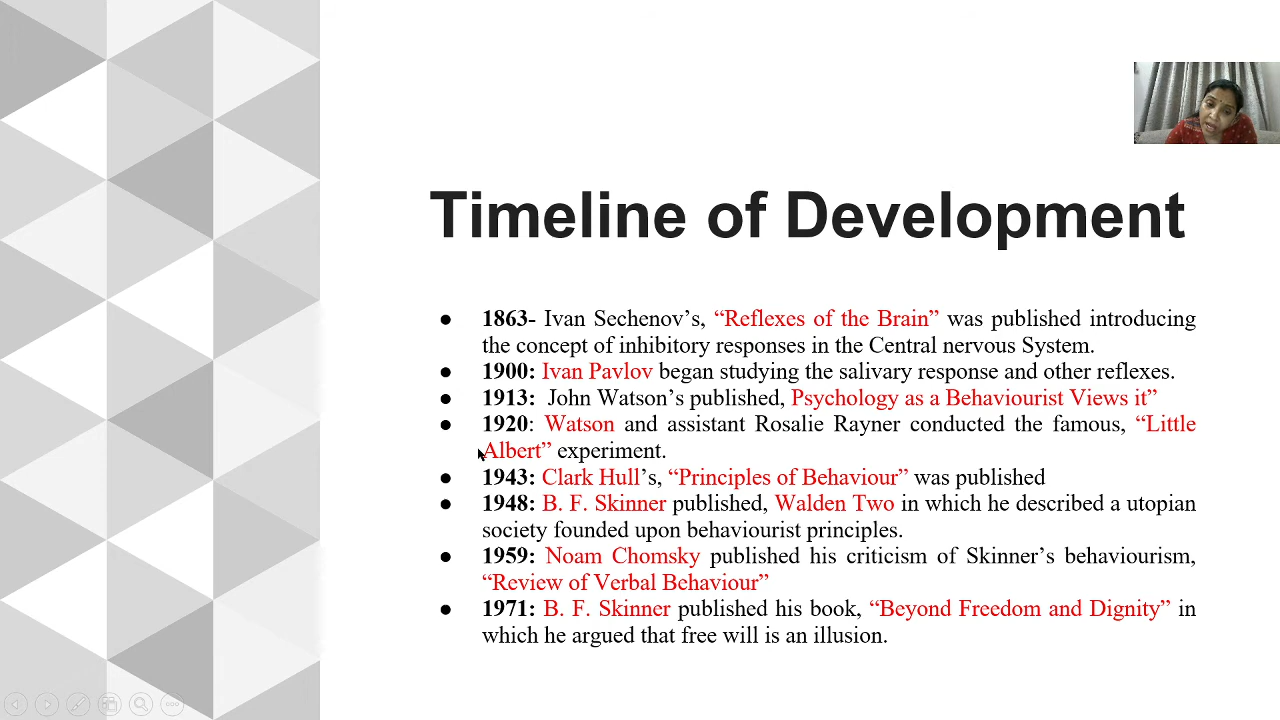 Timeline of Development
● 1863- Ivan Sechenov’s, “Reflexes of the Brain” was published introducing
the concept of inhibitory responses in the Central nervous System.
● 1900: Ivan Pavlov began studying the salivary response and other reflexes.
● 1913: John Watson’s published, Psychology as a Behaviourist Views it”
● 1920: Watson and assistant Rosalie Rayner conducted the famous, “Little
Albert” experiment.
● 1943: Clark Hull’s, “Principles of Behaviour” was published
● 1948: B. F. Skinner published, Walden Two in which he described a utopian
society founded upon behaviourist principles.
● 1959: Noam Chomsky published his criticism of Skinner’s behaviourism,
“Review of Verbal Behaviour”
● 1971: B. F. Skinner published his book, “Beyond Freedom and Dignity” in
which he argued that free will is an illusion.